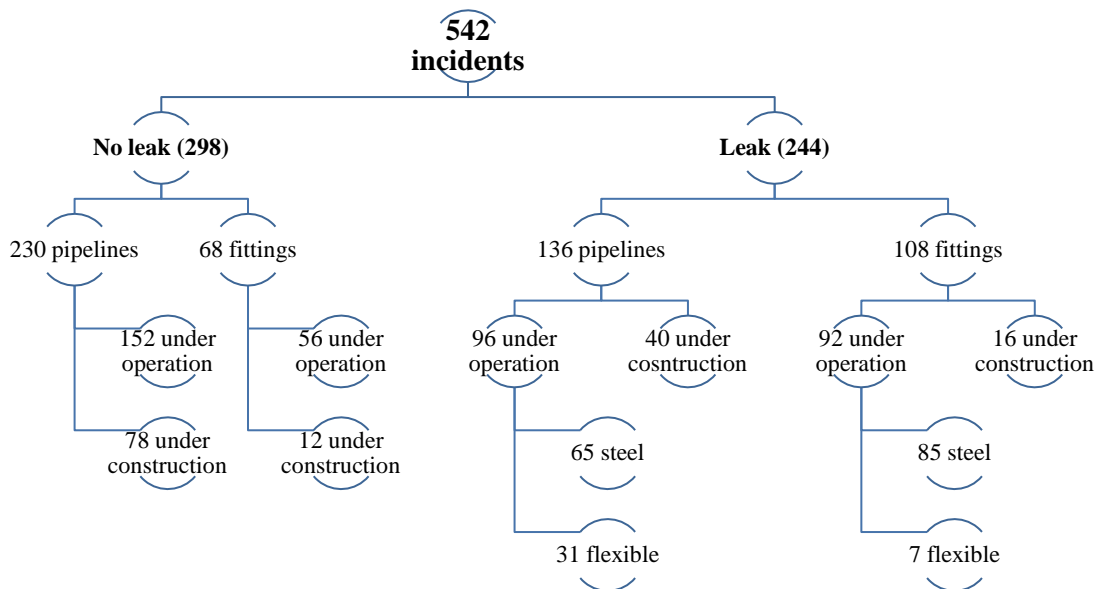 542
incidents
No leak (298)
Leak (244)
230 pipelines
68 fittings
136 pipelines
108 fittings
152 under
operation
56 under
operation
96 under
operation
40 under
cosntruction
92 under
operation
16 under
construction
78 under
construction
12 under
construction
65 steel
85 steel
31 flexible
7 flexible